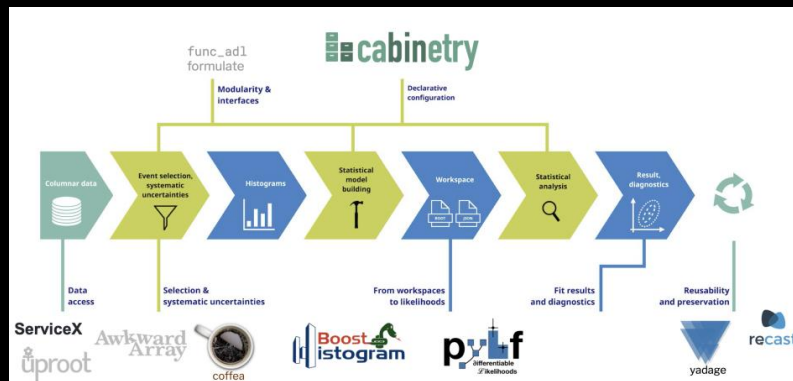 func_adl
formulate
cabinetry
Modularity &
interfaces
Declarative
configuration
Columnar data
Event selection,
systematic
uncertainties
Histograms
Statistical
model
building
Workspace
ROOT
JSON
Statistical
analysis
Result,
diagnostics
Data
access
Selection &
systematic uncertainties
From workspaces
to likelihoods
Fit results
and diagnostics
Reusability
and preservation
ServiceX
uproot
Awkward
Array
coffea
Boost
Histogram
pyhf
differentiable
Likelihoods
yadage
recast